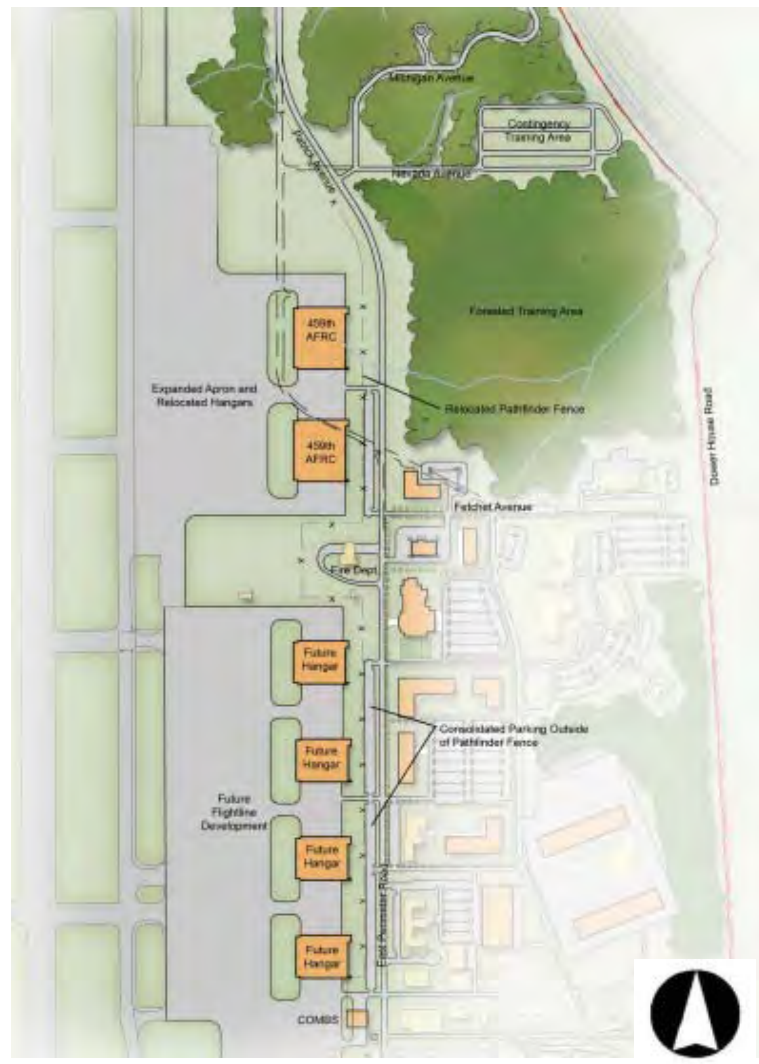 Michigan Avenue
Contingency
Training Area
Patrick Avenue
Nevada Avenue
459th
AFRC
Forested Training Area
Expanded Apron and
Relocated Hangars
Relocated Pathfinder Fence
Dower House Road
459th
AFRC
Fetchet Avenue
Fire Dept.
Future
Hangar
Consolidated Parking Outside
of Pathfinder Fence
Future
Hangar
Future
Flightline
Development
Future
Hangar
East Perimeter Road
Future
Hangar
COMBS